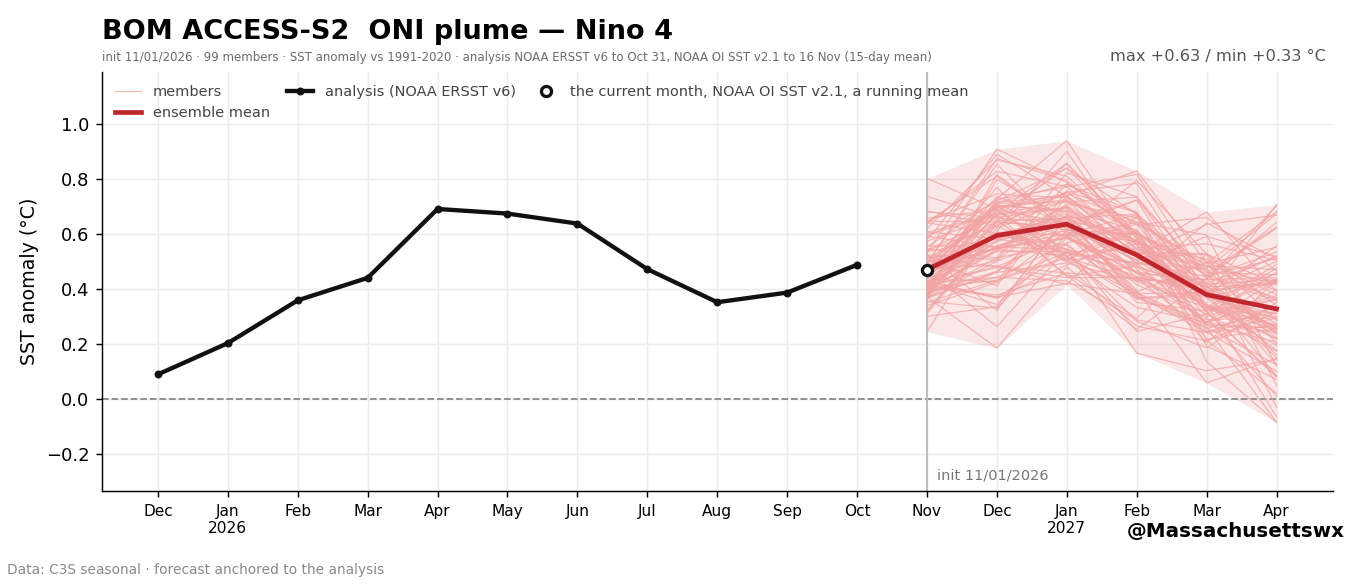 BOM ACCESS-S2  ONI plume — Nino 4
init 11/01/2026 · 99 members · SST anomaly vs 1991-2020 · analysis NOAA ERSST v6 to Oct 31, NOAA OI SST v2.1 to 16 Nov (15-day mean)
max +0.63 / min +0.33 °C
members
ensemble mean
analysis (NOAA ERSST v6)
the current month, NOAA OI SST v2.1, a running mean
SST anomaly (°C)
1.0
0.8
0.6
0.4
0.2
0.0
−0.2
init 11/01/2026
Dec Jan Feb Mar Apr May Jun Jul Aug Sep Oct Nov Dec Jan Feb Mar Apr
2026 2027
@Massachusettswx
Data: C3S seasonal · forecast anchored to the analysis